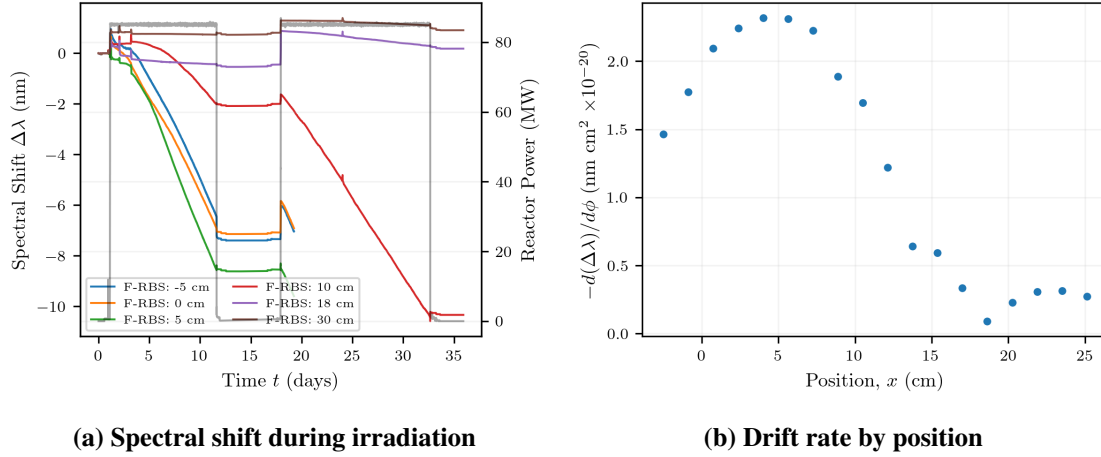 0
−2
−4
−6
−8
−10
Spectral Shift Δλ (nm)
0
20
40
60
80
Reactor Power (MW)
F-RBS: -5 cm
F-RBS: 0 cm
F-RBS: 5 cm
F-RBS: 10 cm
F-RBS: 18 cm
F-RBS: 30 cm
0 5 10 15 20 25 30 35
Time t (days)
(a) Spectral shift during irradiation
2.0
1.5
1.0
0.5
0.0
−d(Δλ)/dϕ (nm cm² ×10⁻²⁰)
0 5 10 15 20 25
Position, x (cm)
(b) Drift rate by position